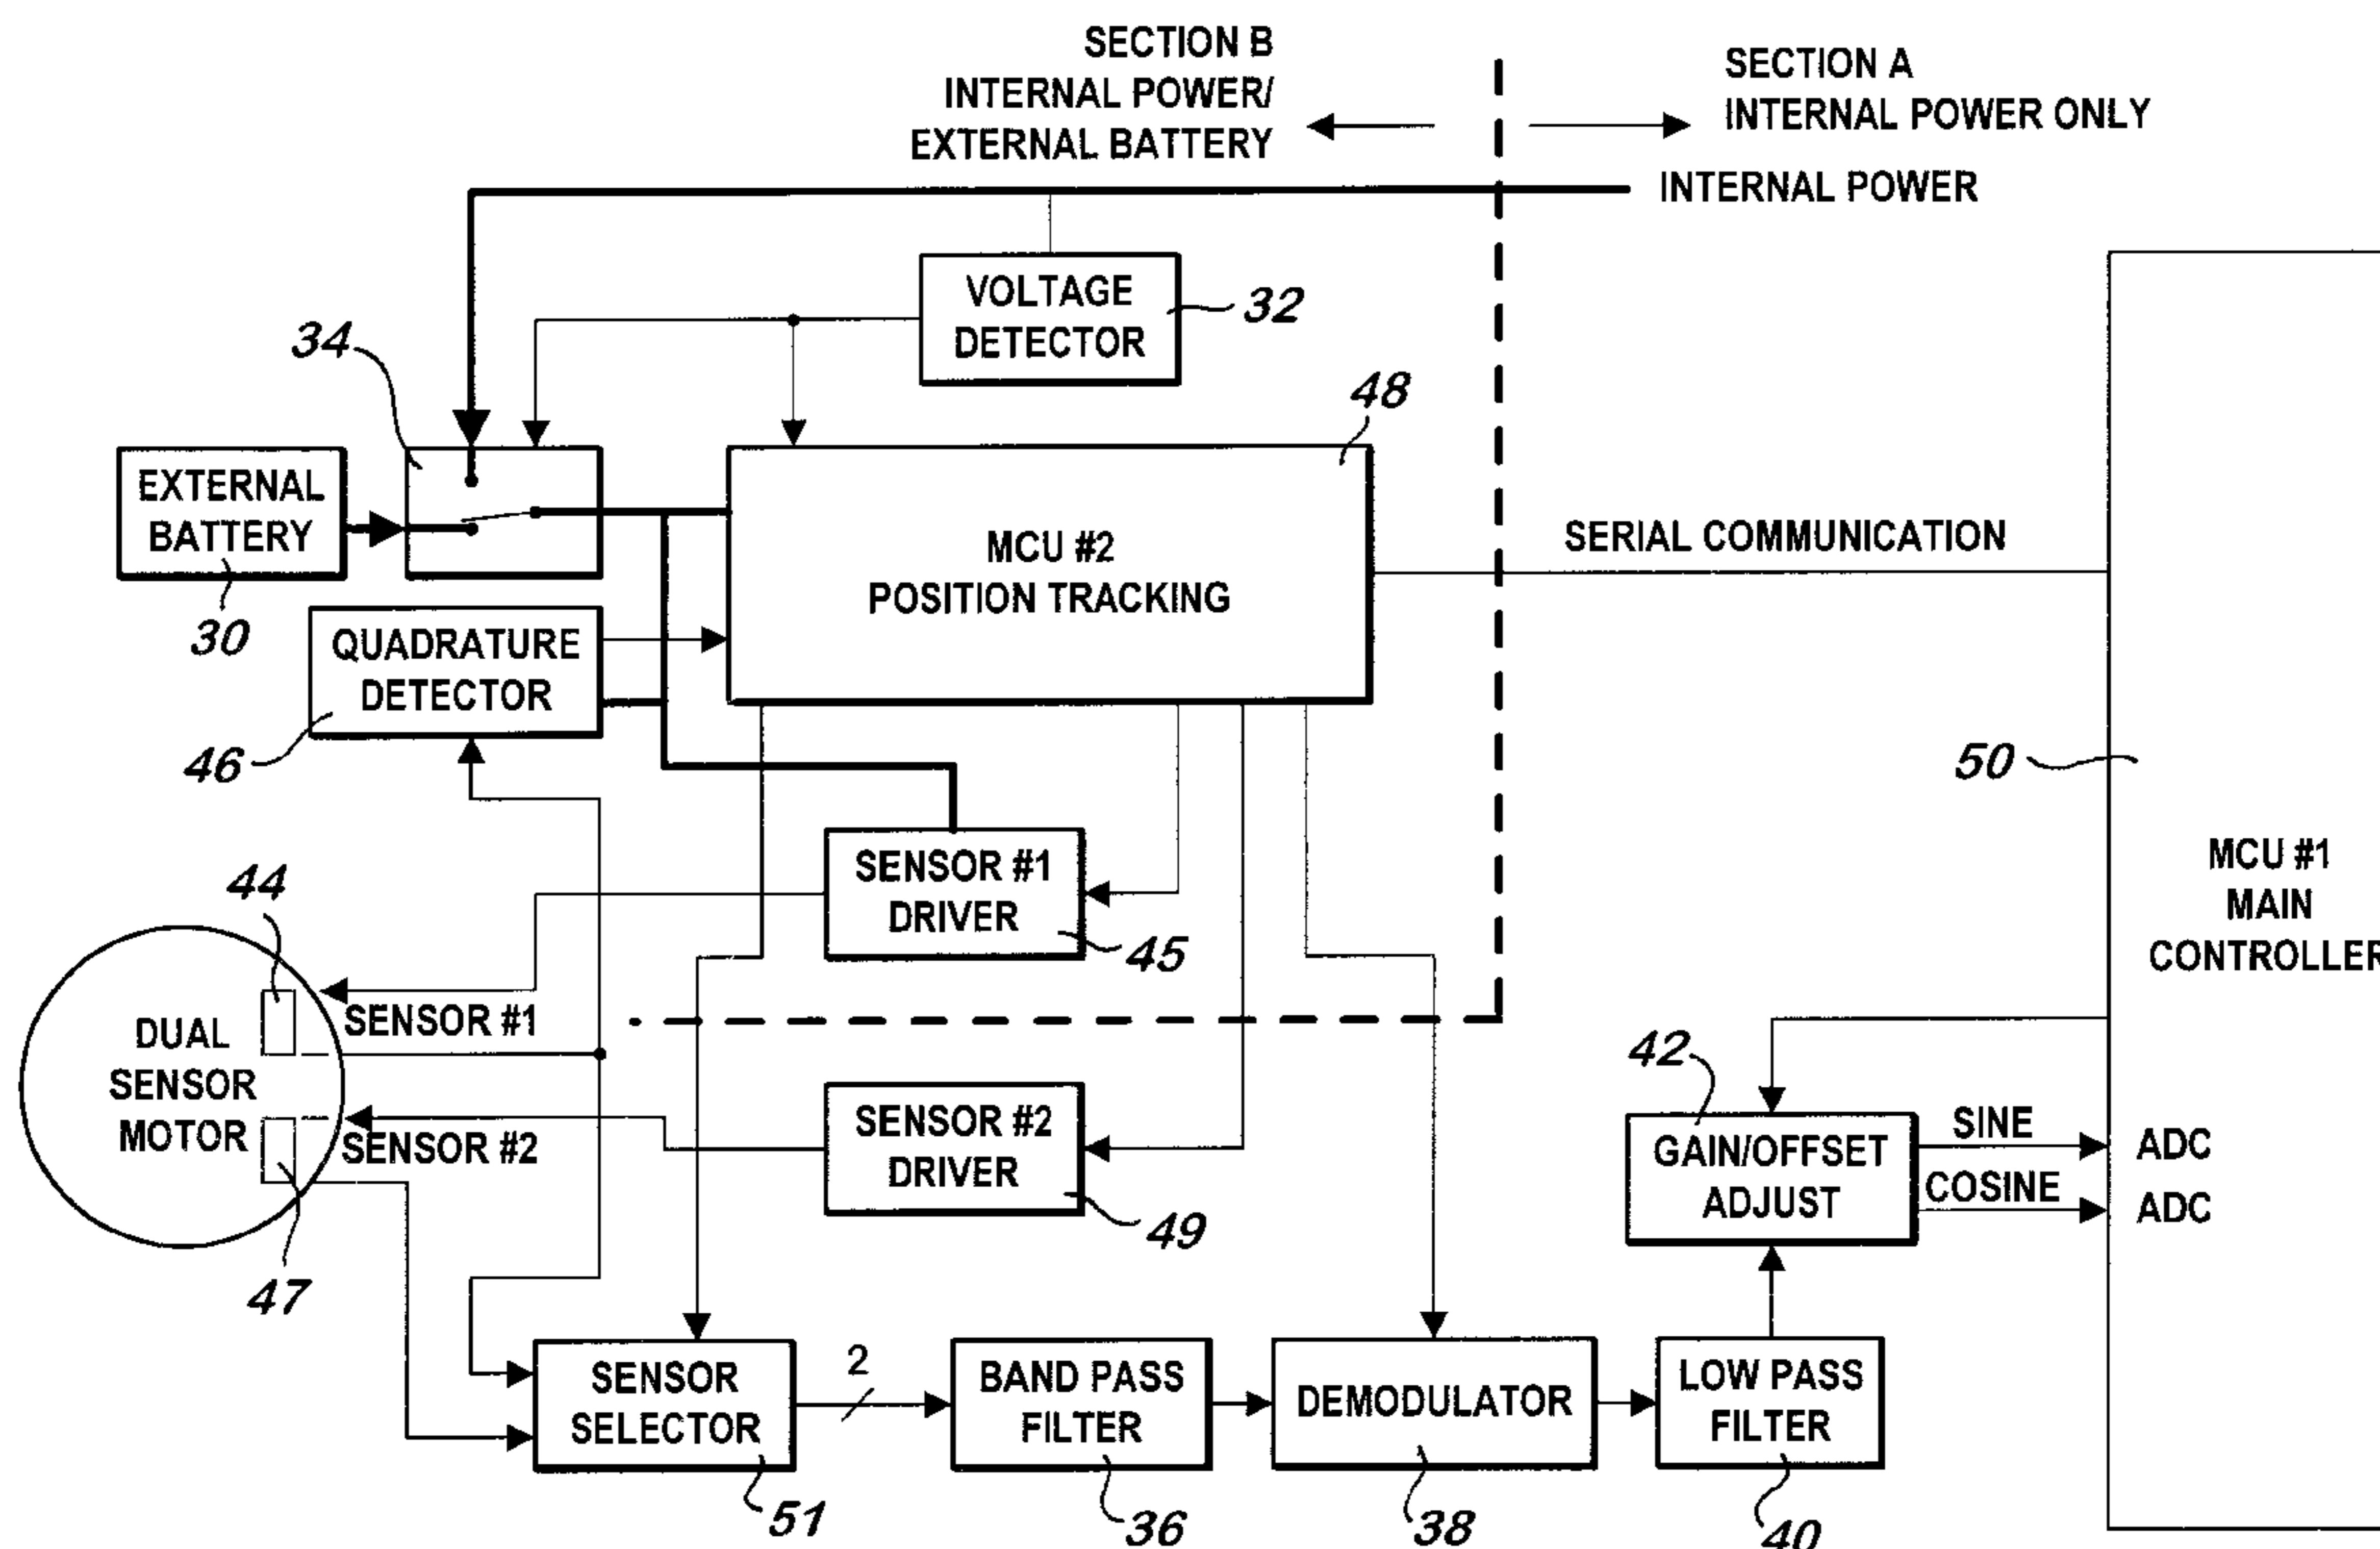 SECTION B
INTERNAL POWER/
EXTERNAL BATTERY
SECTION A
INTERNAL POWER ONLY
INTERNAL POWER
VOLTAGE
DETECTOR
32
34
48
EXTERNAL
BATTERY
30
MCU #2
POSITION TRACKING
SERIAL COMMUNICATION
QUADRATURE
DETECTOR
46
50
MCU #1
MAIN
CONTROLLER
SENSOR #1
DRIVER
45
44
DUAL
SENSOR
MOTOR
SENSOR #1
SENSOR #2
47
SENSOR #2
DRIVER
49
42
GAIN/OFFSET
ADJUST
SINE
COSINE
ADC
ADC
SENSOR
SELECTOR
51
2
BAND PASS
FILTER
36
DEMODULATOR
38
LOW PASS
FILTER
40